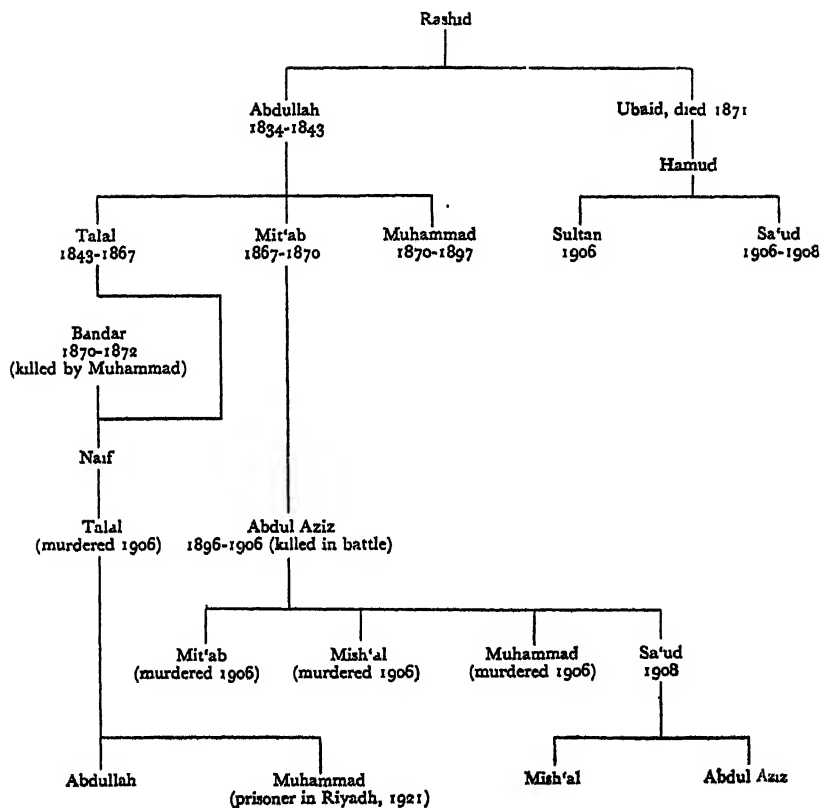 Rashid
Abdullah
1834-1843
Ubaid, died 1871
Hamud
Talal
1843-1867
Mit‘ab
1867-1870
Muhammad
1870-1897
Sultan
1906
Sa‘ud
1906-1908
Bandar
1870-1872
(killed by Muhammad)
Naif
Talal
(murdered 1906)
Abdul Aziz
1896-1906 (killed in battle)
Mit‘ab
(murdered 1906)
Mish‘al
(murdered 1906)
Muhammad
(murdered 1906)
Sa‘ud
1908
Abdullah
Muhammad
(prisoner in Riyadh, 1921)
Mish‘al
Abdul Aziz